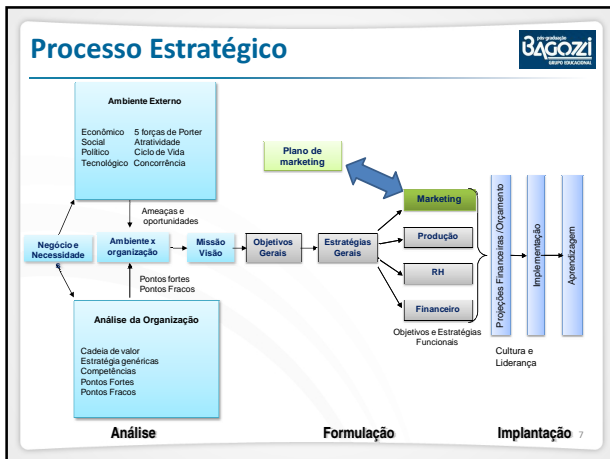 Processo Estratégico
pós-graduação
BAGOZZI
GRUPO EDUCACIONAL
Ambiente Externo
Econômico 5 forças de Porter
Social Atratividade
Político Ciclo de Vida
Tecnológico Concorrência
Plano de
marketing
Ameaças e
oportunidades
Negócio e
Necessidade
Ambiente x
organização
Missão
Visão
Objetivos
Gerais
Estratégias
Gerais
Marketing
Produção
RH
Financeiro
Objetivos e Estratégias
Funcionais
Projeções Financeiras /Orçamento
Implementação
Aprendizagem
Cultura e
Liderança
Pontos fortes
Pontos Fracos
Análise da Organização
Cadeia de valor
Estratégia genéricas
Competências
Pontos Fortes
Pontos Fracos
Análise
Formulação
Implantação
7